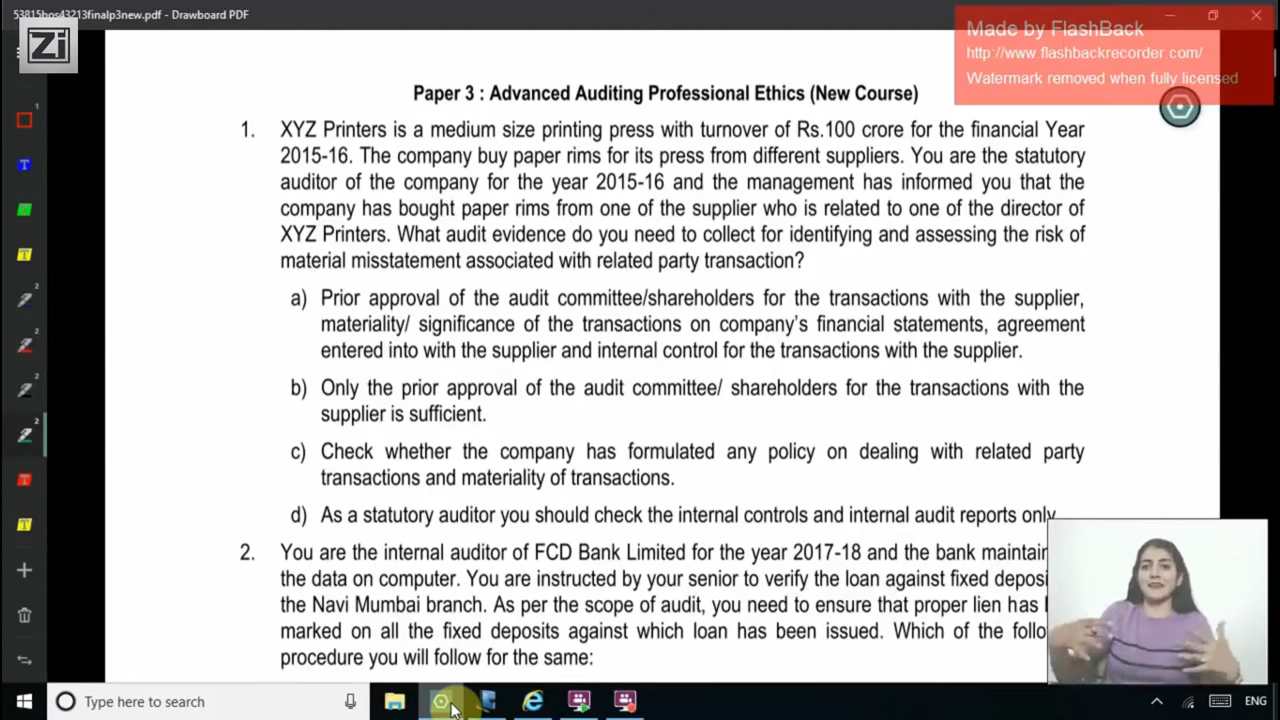 53815bos43213finalp3new.pdf - Drawboard PDF
Zi
Made by FlashBack
http://www.flashbackrecorder.com/
Watermark removed when fully licensed
Paper 3 : Advanced Auditing Professional Ethics (New Course)
1. XYZ Printers is a medium size printing press with turnover of Rs.100 crore for the financial Year
2015-16. The company buy paper rims for its press from different suppliers. You are the statutory
auditor of the company for the year 2015-16 and the management has informed you that the
company has bought paper rims from one of the supplier who is related to one of the director of
XYZ Printers. What audit evidence do you need to collect for identifying and assessing the risk of
material misstatement associated with related party transaction?
a) Prior approval of the audit committee/shareholders for the transactions with the supplier,
materiality/ significance of the transactions on company's financial statements, agreement
entered into with the supplier and internal control for the transactions with the supplier.
b) Only the prior approval of the audit committee/ shareholders for the transactions with the
supplier is sufficient.
c) Check whether the company has formulated any policy on dealing with related party
transactions and materiality of transactions.
d) As a statutory auditor you should check the internal controls and internal audit reports only
2. You are the internal auditor of FCD Bank Limited for the year 2017-18 and the bank maintain
the data on computer. You are instructed by your senior to verify the loan against fixed deposi
the Navi Mumbai branch. As per the scope of audit, you need to ensure that proper lien has
marked on all the fixed deposits against which loan has been issued. Which of the follo
procedure you will follow for the same:
Type here to search
ENG